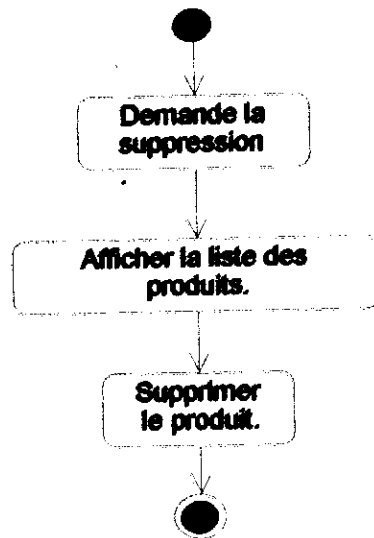 Demande la
suppression
Afficher la liste des
produits.
Supprimer
le produit.